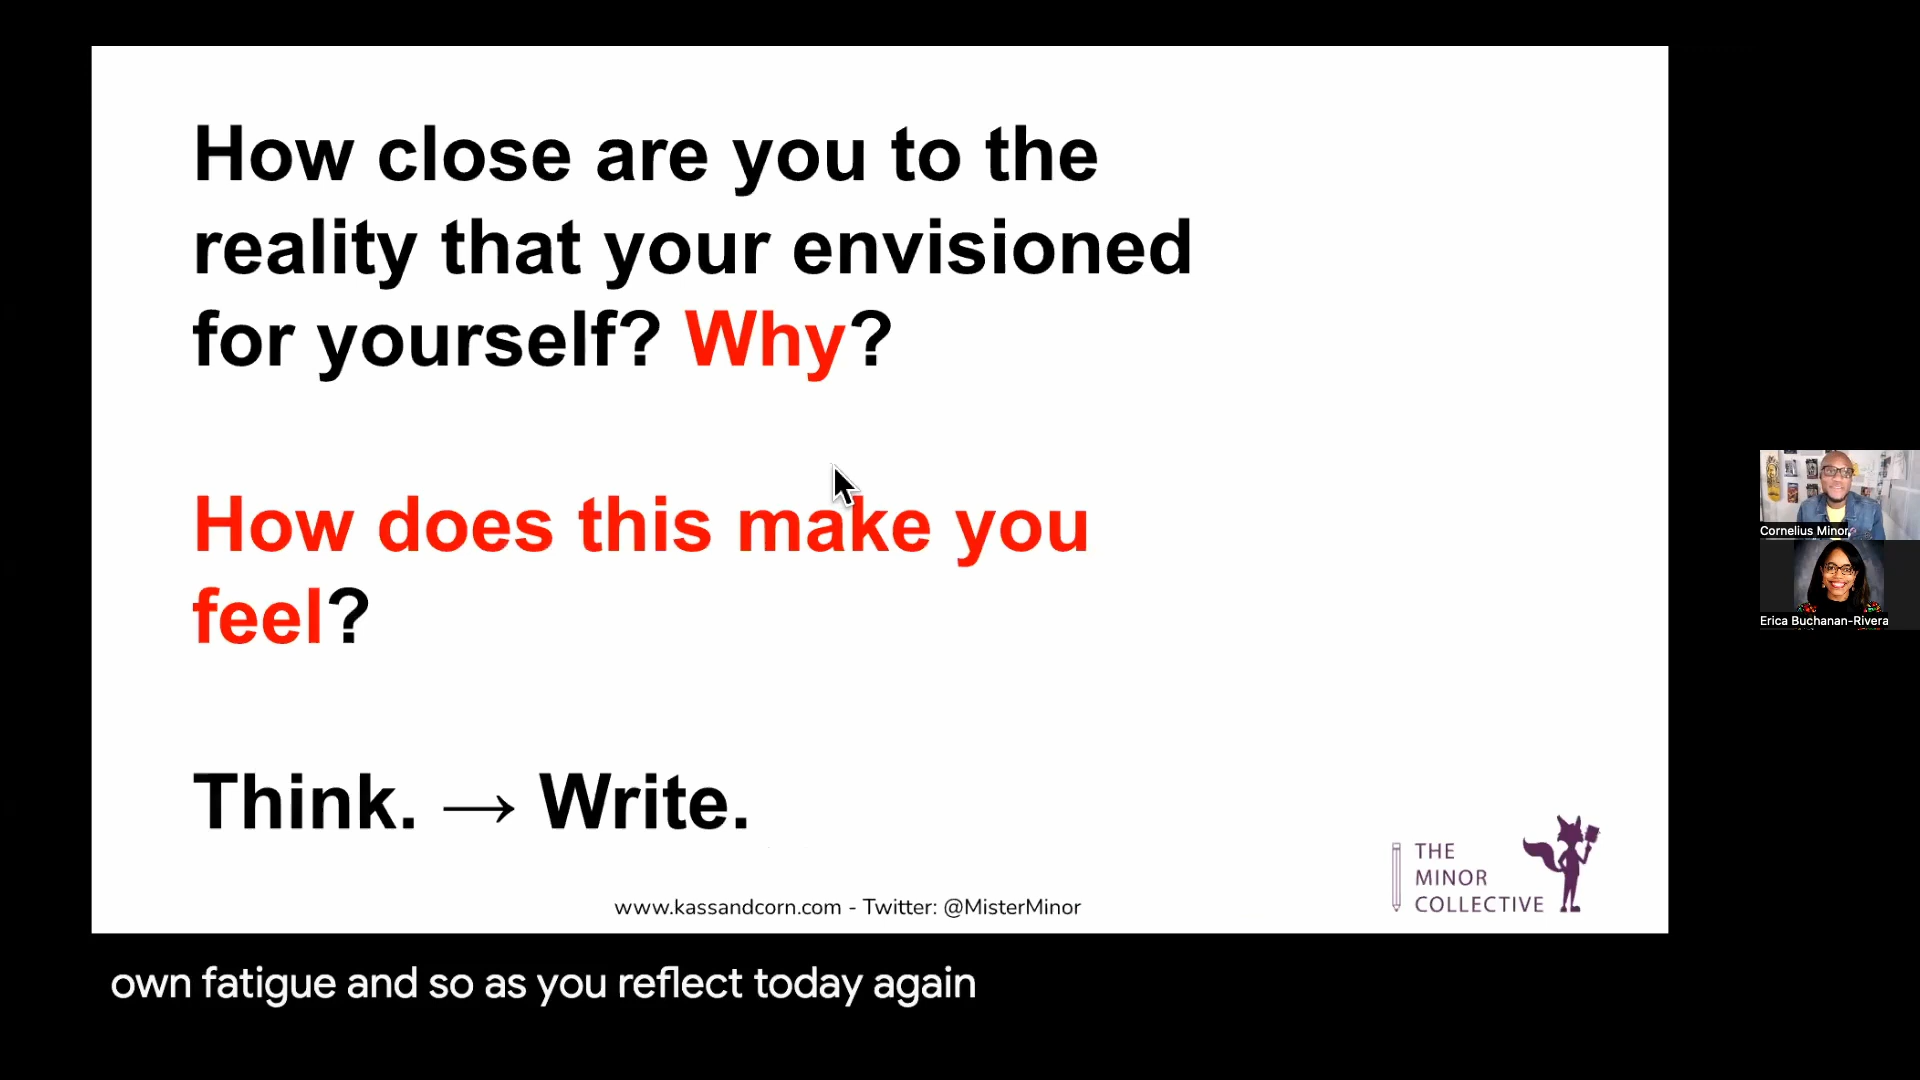 How close are you to the
reality that your envisioned
for yourself? Why?
How does this make you
feel?
Think. → Write.
www.kassandcorn.com - Twitter: @MisterMinor
THE
MINOR
COLLECTIVE
Cornelius Minor
Erica Buchanan-Rivera
own fatigue and so as you reflect today again